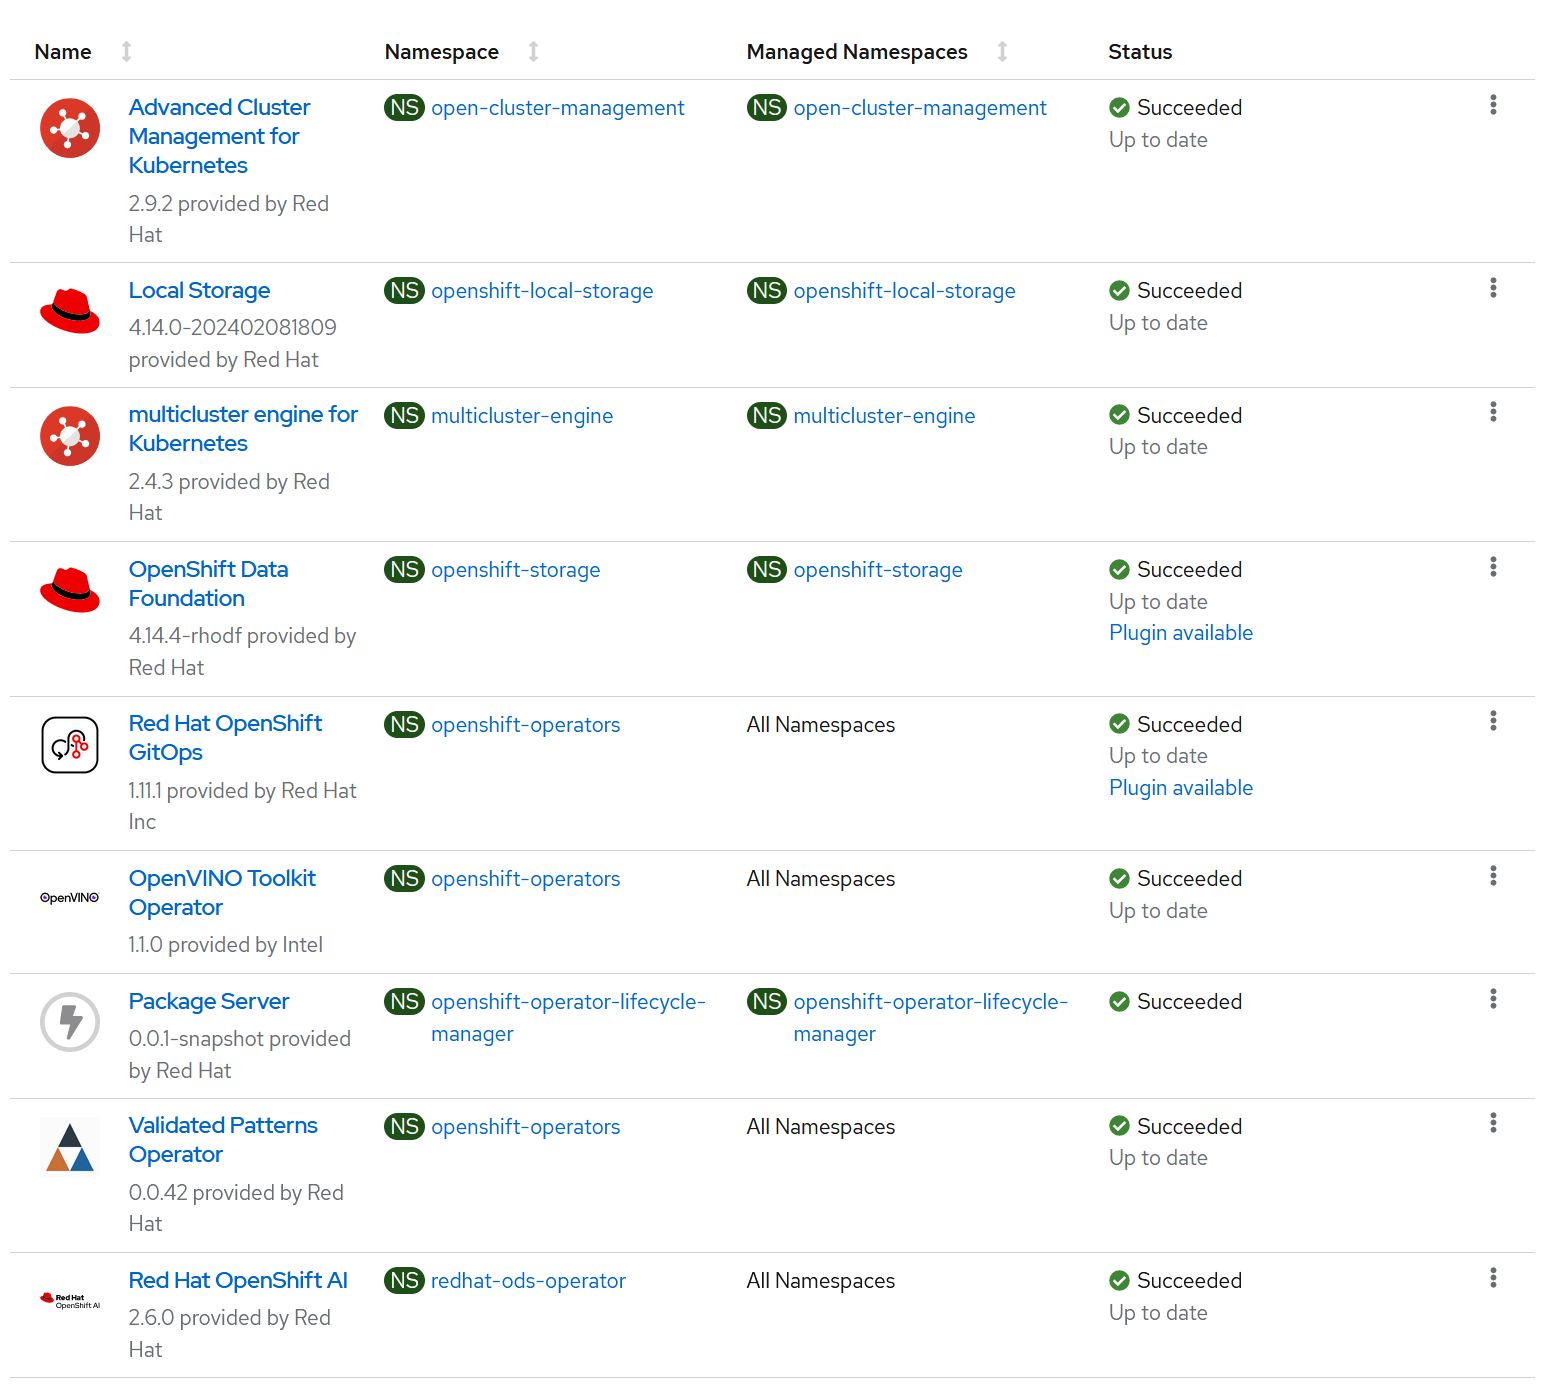 Name Namespace Managed Namespaces Status
Advanced Cluster NS open-cluster-management NS open-cluster-management Succeeded
Management for Up to date
Kubernetes
2.9.2 provided by Red
Hat
Local Storage NS openshift-local-storage NS openshift-local-storage Succeeded
4.14.0-202402081809 Up to date
provided by Red Hat
multicluster engine for NS multicluster-engine NS multicluster-engine Succeeded
Kubernetes Up to date
2.4.3 provided by Red
Hat
OpenShift Data NS openshift-storage NS openshift-storage Succeeded
Foundation Up to date
4.14.4-rhodf provided by Plugin available
Red Hat
Red Hat OpenShift NS openshift-operators All Namespaces Succeeded
GitOps Up to date
1.11.1 provided by Red Hat Plugin available
Inc
OpenVINO OpenVINO Toolkit NS openshift-operators All Namespaces Succeeded
Operator Up to date
1.1.0 provided by Intel
Package Server NS openshift-operator-lifecycle- NS openshift-operator-lifecycle- Succeeded
manager manager
0.0.1-snapshot provided
by Red Hat
Validated Patterns NS openshift-operators All Namespaces Succeeded
Operator Up to date
0.0.42 provided by Red
Hat
Red Hat OpenShift AI NS redhat-ods-operator All Namespaces Succeeded
Red Hat
OpenShift AI
2.6.0 provided by Red Up to date
Hat